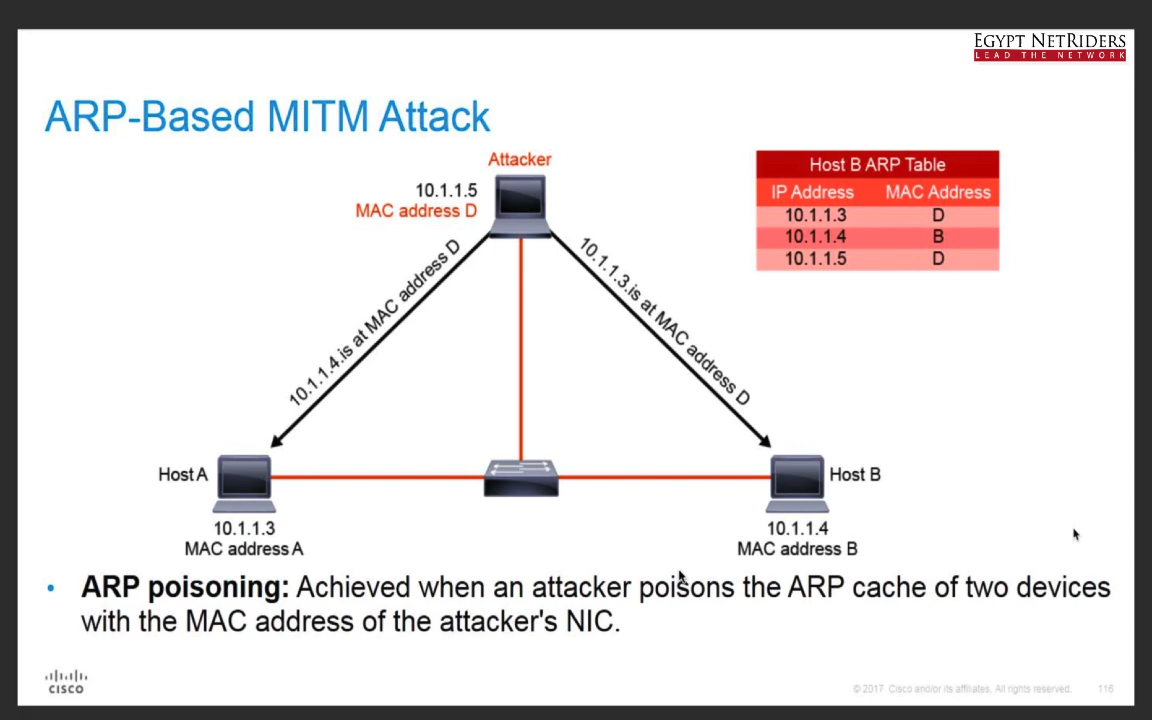 EGYPT NETRIDERS
LEAD THE NETWORK
ARP-Based MITM Attack
Attacker
10.1.1.5
MAC address D
Host B ARP Table
IP Address MAC Address
10.1.1.3 D
10.1.1.4 B
10.1.1.5 D
10.1.1.4.is at MAC address D
10.1.1.3.is at MAC address D
Host A
Host B
10.1.1.3
MAC address A
10.1.1.4
MAC address B
• ARP poisoning: Achieved when an attacker poisons the ARP cache of two devices
with the MAC address of the attacker's NIC.
CISCO
© 2017 Cisco and/or its affiliates. All rights reserved. 116